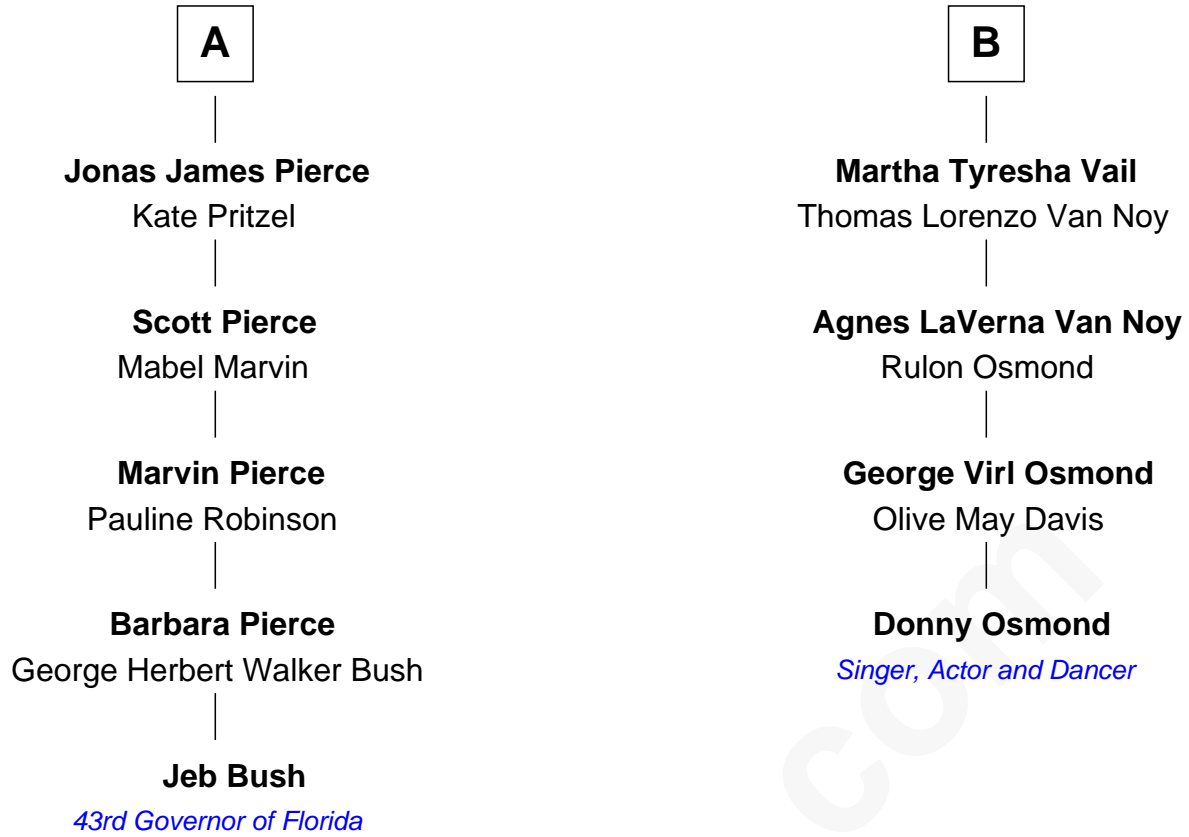 A
Jonas James Pierce
Kate Pritzel
Scott Pierce
Mabel Marvin
Marvin Pierce
Pauline Robinson
Barbara Pierce
George Herbert Walker Bush
Jeb Bush
43rd Governor of Florida
B
Martha Tyresha Vail
Thomas Lorenzo Van Noy
Agnes LaVerna Van Noy
Rulon Osmond
George Virl Osmond
Olive May Davis
Donny Osmond
Singer, Actor and Dancer
com